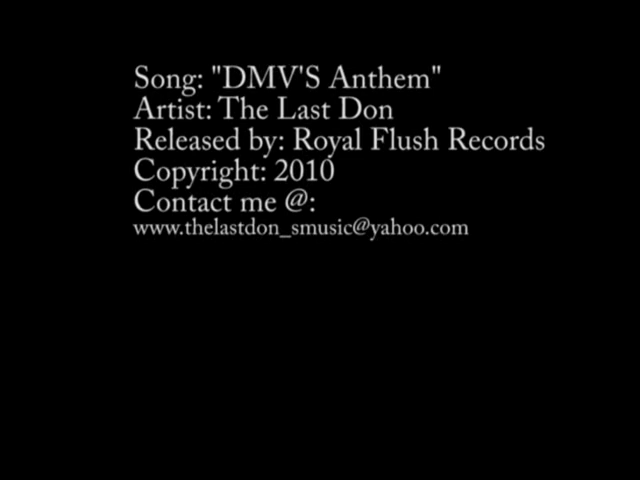 Song: "DMV'S Anthem"
Artist: The Last Don
Released by: Royal Flush Records
Copyright: 2010
Contact me @:
www.thelastdon_smusic@yahoo.com